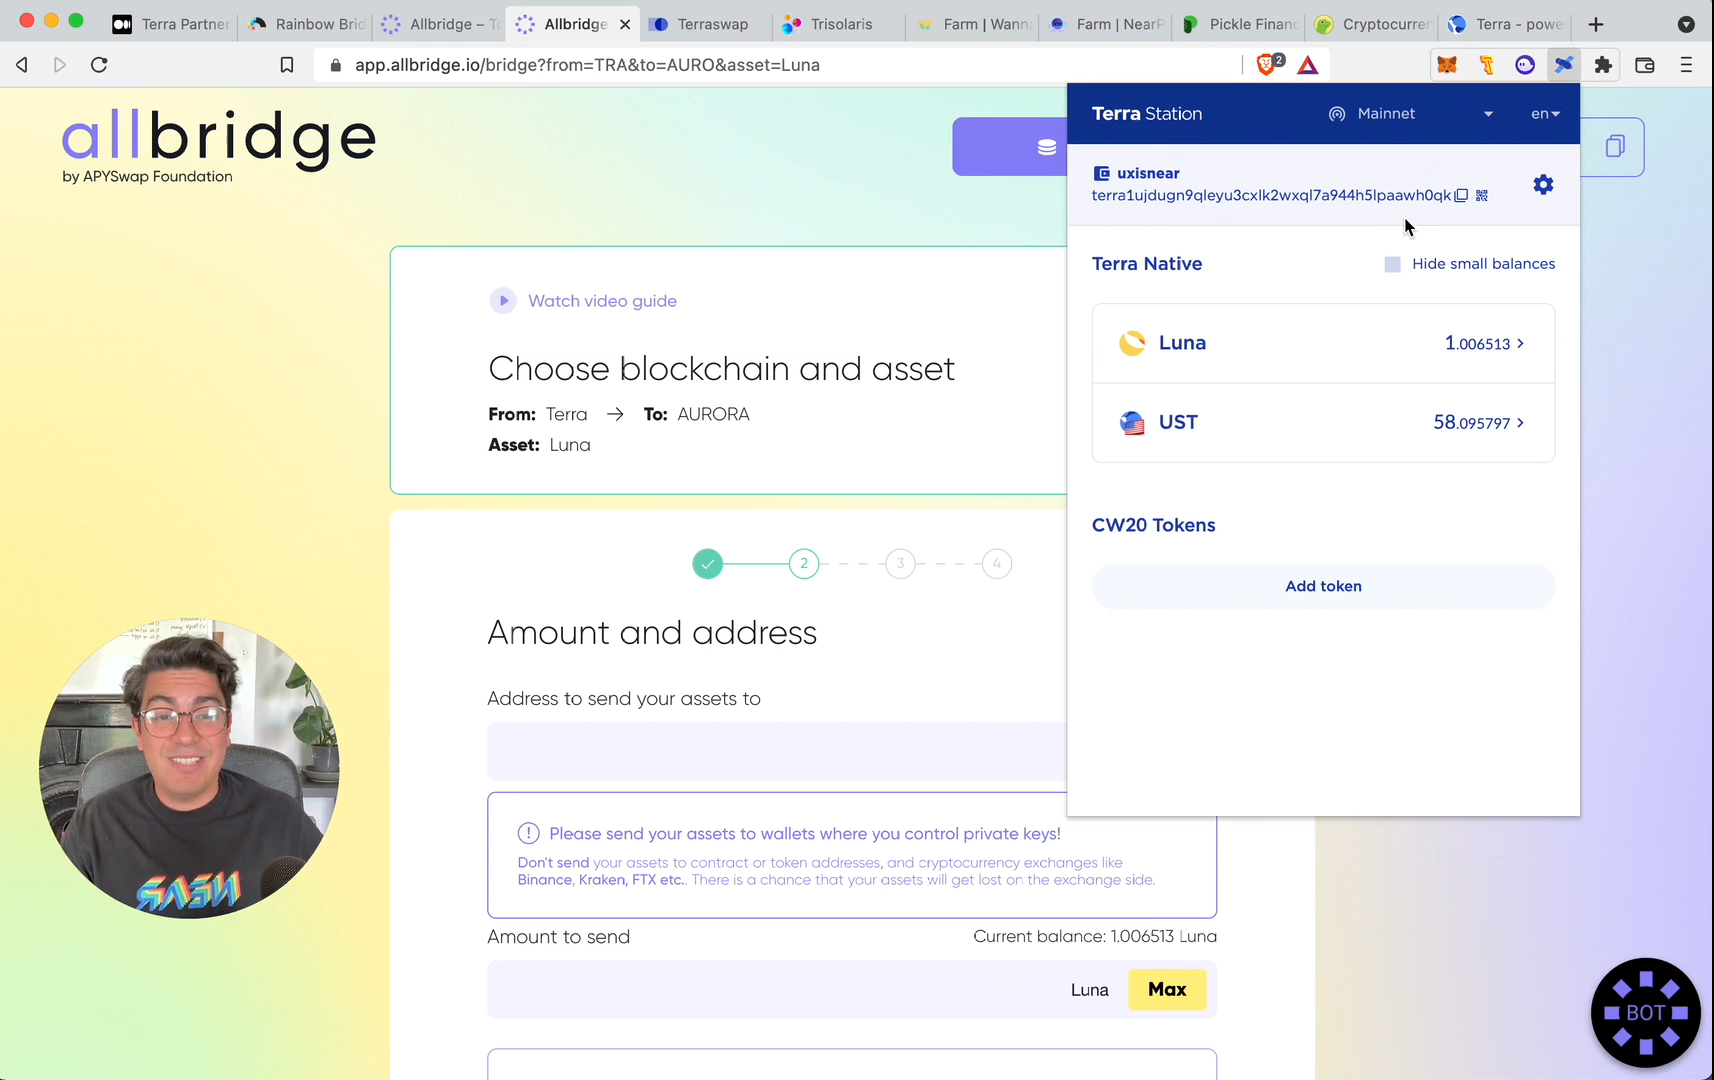 Terra Partner
Rainbow Brid
Allbridge – To
Allbridge
Terraswap
Trisolaris
Farm | Wanna
Farm | NearP
Pickle Financ
Cryptocurren
Terra - powe
app.allbridge.io/bridge?from=TRA&to=AURO&asset=Luna
2
allbridge
by APYSwap Foundation
Terra Station
Mainnet
en
uxisnear
terra1ujdugn9qleyu3cxlk2wxql7a944h5lpaawh0qk
Terra Native
Hide small balances
Luna
1.006513
UST
58.095797
CW20 Tokens
Add token
Watch video guide
Choose blockchain and asset
From: Terra → To: AURORA
Asset: Luna
2 3 4
Amount and address
Address to send your assets to
Please send your assets to wallets where you control private keys!
Don't send your assets to contract or token addresses, and cryptocurrency exchanges like
Binance, Kraken, FTX etc.. There is a chance that your assets will get lost on the exchange side.
Amount to send
Current balance: 1.006513 Luna
Luna
Max
BOT